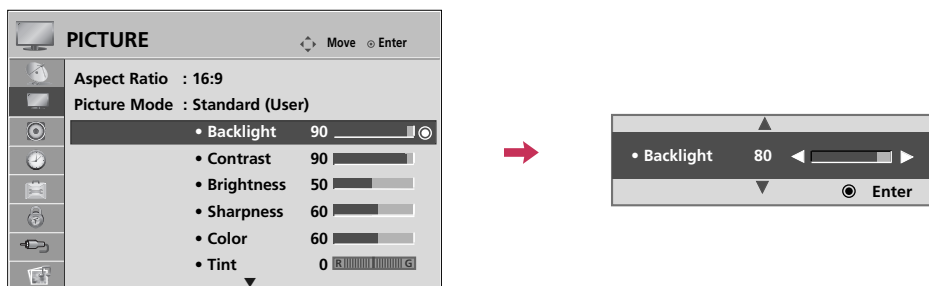 PICTURE
Move ⊙ Enter
Aspect Ratio : 16:9
Picture Mode : Standard (User)
• Backlight 90
• Contrast 90
• Brightness 50
• Sharpness 60
• Color 60
• Tint 0 R G
• Backlight 80
Enter